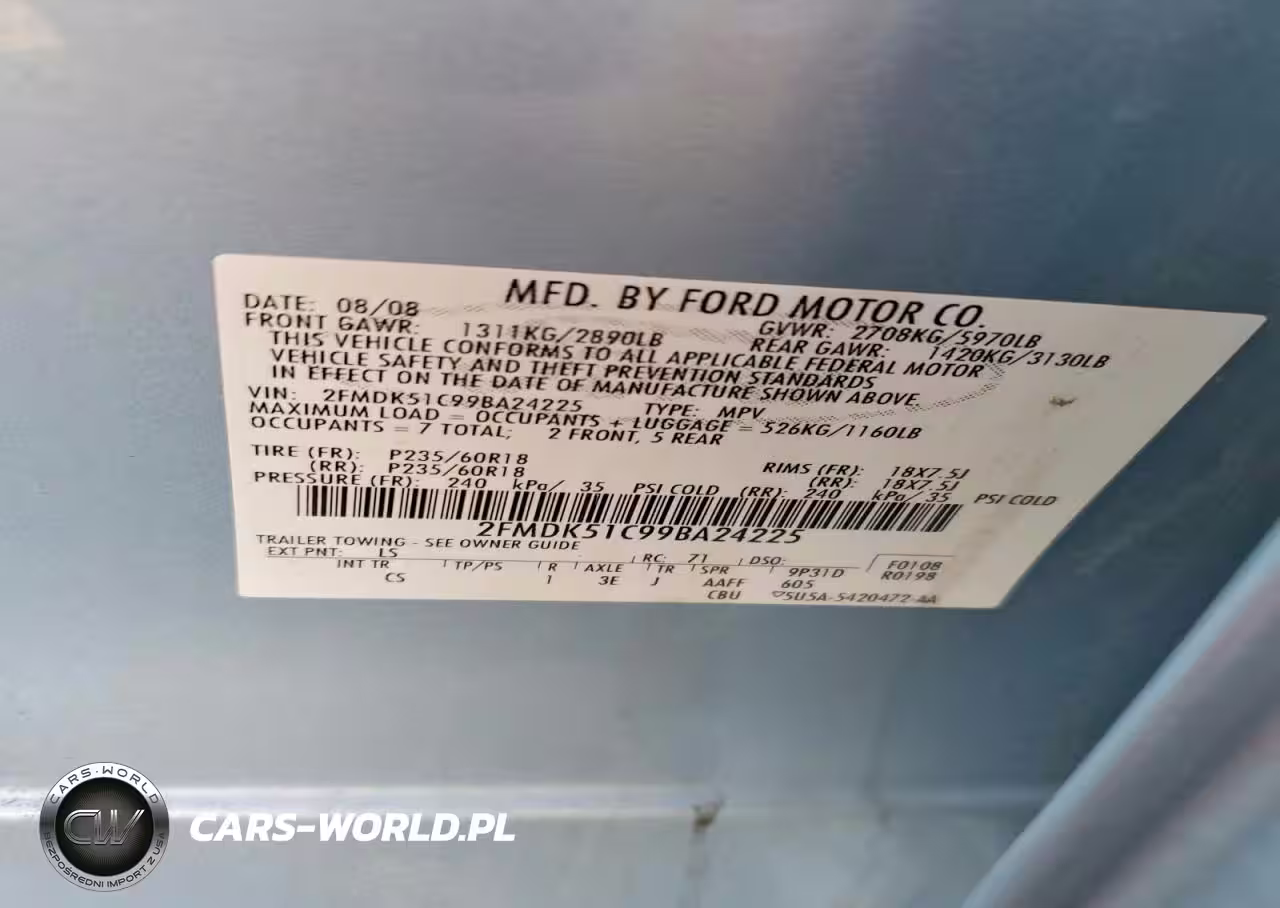 MFD. BY FORD MOTOR CO.
DATE: 08/08 GVWR: 2708KG/5970LB
FRONT GAWR: 1311KG/2890LB REAR GAWR: 1420KG/3130LB
THIS VEHICLE CONFORMS TO ALL APPLICABLE FEDERAL MOTOR
VEHICLE SAFETY AND THEFT PREVENTION STANDARDS
IN EFFECT ON THE DATE OF MANUFACTURE SHOWN ABOVE.
VIN: 2FMDK51C99BA24225 TYPE: MPV
MAXIMUM LOAD = OCCUPANTS + LUGGAGE = 526KG/1160LB
OCCUPANTS = 7 TOTAL; 2 FRONT, 5 REAR
TIRE (FR): P235/60R18 RIMS (FR): 18X7.5J
(RR): P235/60R18 (RR): 18X7.5J
PRESSURE (FR): 240 kPa/ 35 PSI COLD (RR): 240 kPa/ 35 PSI COLD
2FMDK51C99BA24225
TRAILER TOWING - SEE OWNER GUIDE
EXT PNT: LS RC: 71 DSO: F0108
INT TR TP/PS R AXLE TR SPR 9P31D R0198
CS 1 3E J AAFF 605
CBU 5U5A-5420472-AA
CARS-WORLD
CW
BEZPOŚREDNI IMPORT Z USA
CARS-WORLD.PL